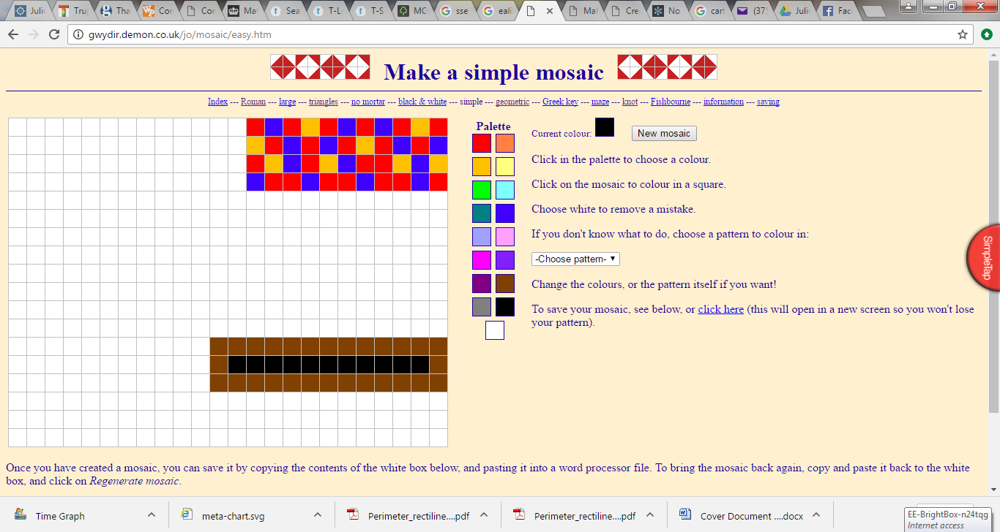 Juliu
Trup
Tha
Con
Con
Mat
Sea
T-L-
T-S
MC
sse
eali
Mal
Cre
No
cart
(37
Juli
Fac
gwydir.demon.co.uk/jo/mosaic/easy.htm
Make a simple mosaic
Index --- Roman --- large --- triangles --- no mortar --- black & white --- simple --- geometric --- Greek key --- maze --- knot --- Fishbourne --- information --- saving
Palette
Current colour:
New mosaic
Click in the palette to choose a colour.
Click on the mosaic to colour in a square.
Choose white to remove a mistake.
If you don't know what to do, choose a pattern to colour in:
-Choose pattern-
Change the colours, or the pattern itself if you want!
To save your mosaic, see below, or click here (this will open in a new screen so you won't lose
your pattern).
SimpleTap
Once you have created a mosaic, you can save it by copying the contents of the white box below, and pasting it into a word processor file. To bring the mosaic back again, copy and paste it back to the white
box, and click on Regenerate mosaic.
Time Graph
meta-chart.svg
Perimeter_rectiline....pdf
Perimeter_rectiline....pdf
Cover Document ....docx
EE-BrightBox-n24tqg
Internet access